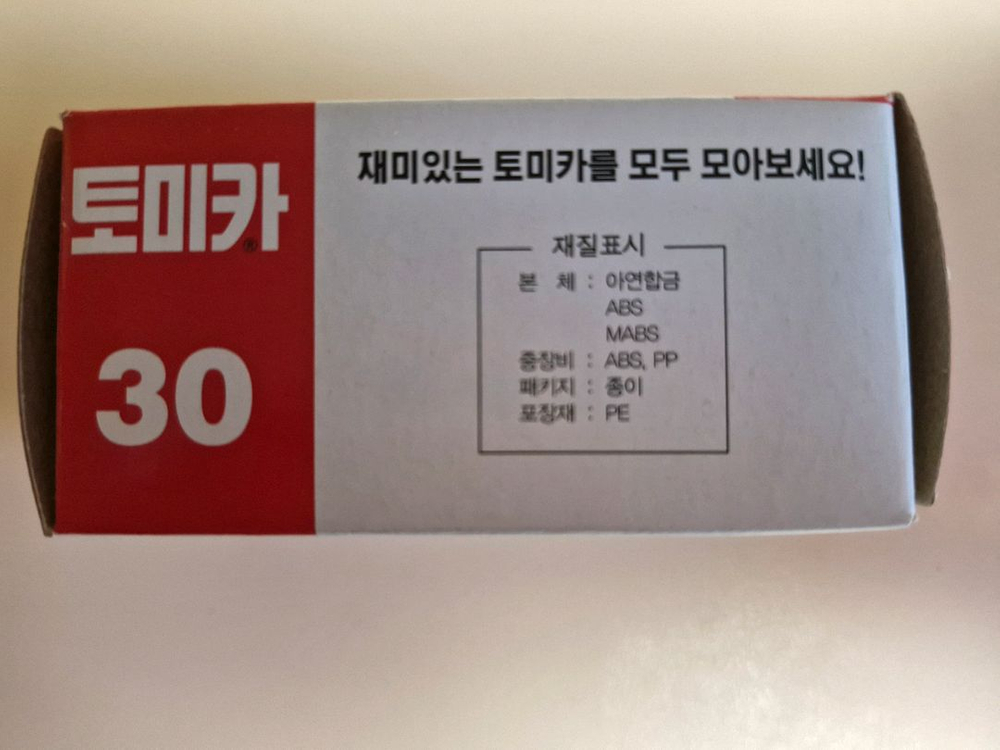 토미카®
30
재미있는 토미카를 모두 모아보세요!
재질표시
본 체 : 아연합금
ABS
MABS
중장비 : ABS, PP
패키지 : 종이
포장재 : PE